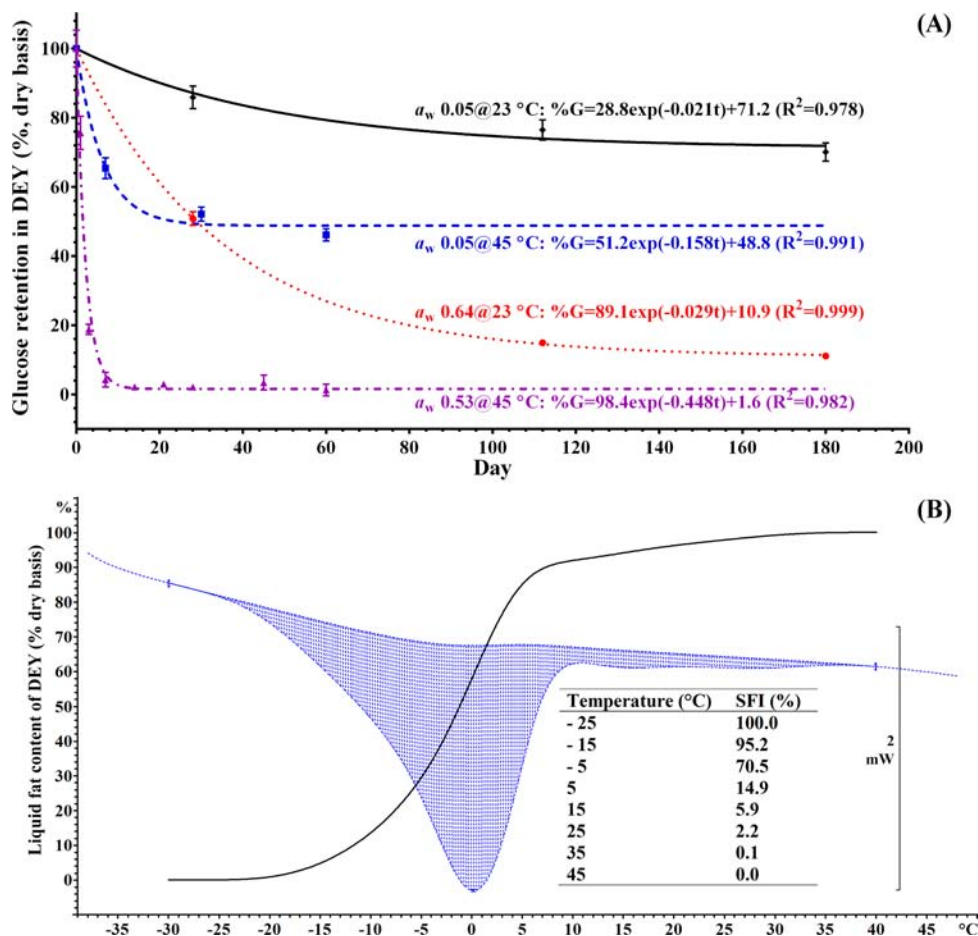 (A)
Glucose retention in DEY (%, dry basis)
100
80
60
40
20
0
a_w 0.05@23 °C: %G=28.8exp(-0.021t)+71.2 (R²=0.978)
a_w 0.05@45 °C: %G=51.2exp(-0.158t)+48.8 (R²=0.991)
a_w 0.64@23 °C: %G=89.1exp(-0.029t)+10.9 (R²=0.999)
a_w 0.53@45 °C: %G=98.4exp(-0.448t)+1.6 (R²=0.982)
0 20 40 60 80 100 120 140 160 180 200
Day
(B)
Liquid fat content of DEY (% dry basis)
%
100
90
80
70
60
50
40
30
20
10
0
Temperature (°C) SFI (%)
- 25 100.0
- 15 95.2
- 5 70.5
5 14.9
15 5.9
25 2.2
35 0.1
45 0.0
2
mW
-35 -30 -25 -20 -15 -10 -5 0 5 10 15 20 25 30 35 40 45 °C